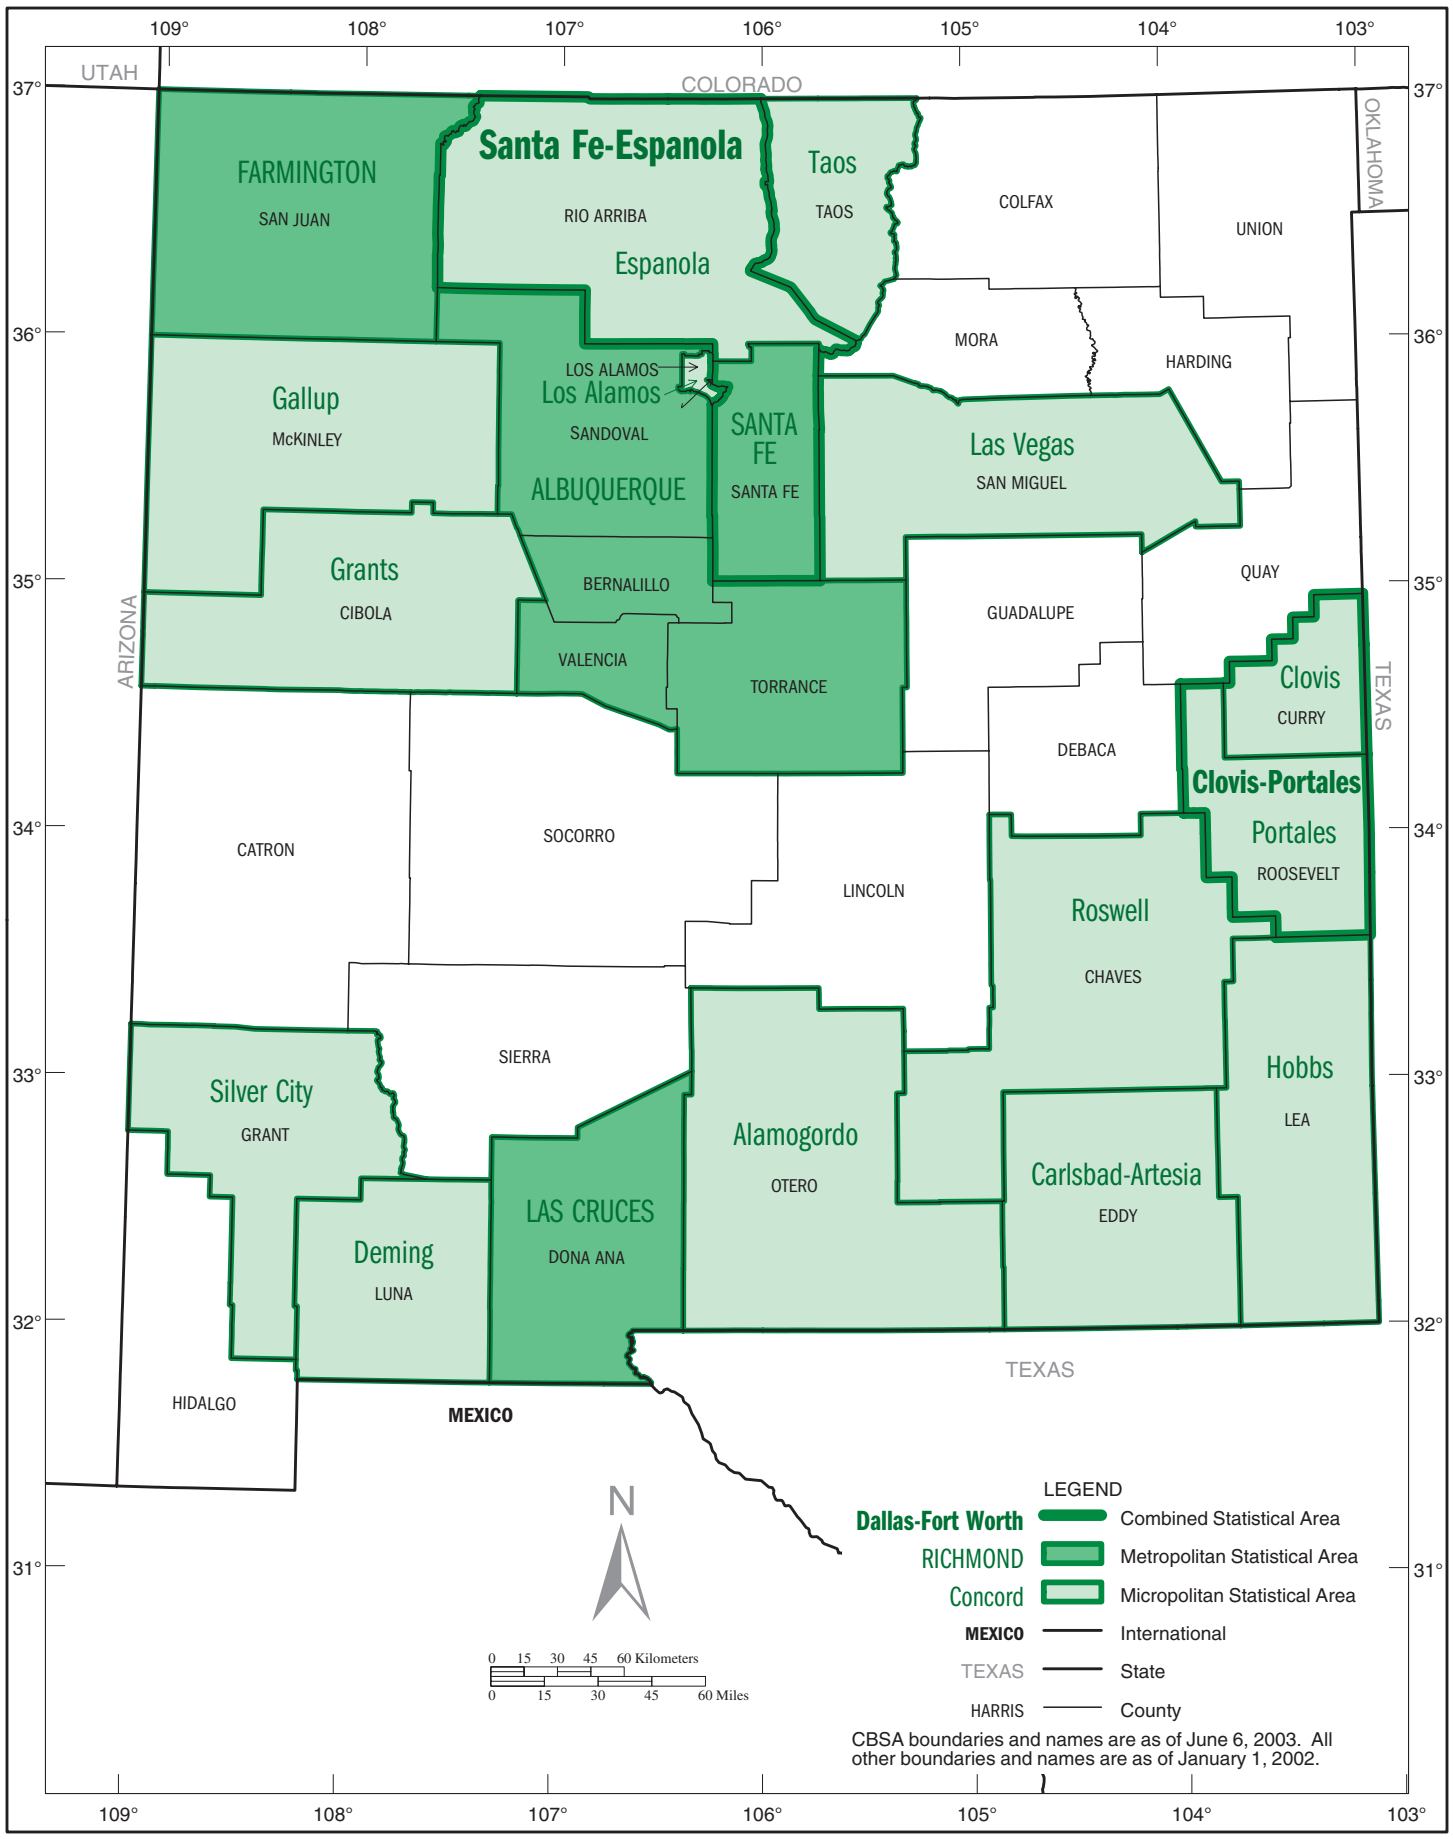 109° 108° 107° 106° 105° 104° 103°
UTAH
COLORADO
OKLAHOMA
37° 37°
Santa Fe-Espanola
Taos
FARMINGTON
COLFAX
RIO ARRIBA
TAOS
SAN JUAN
UNION
Espanola
36° 36°
MORA
HARDING
LOS ALAMOS
Los Alamos
Gallup
SANTA
FE
McKINLEY
SANDOVAL
Las Vegas
SAN MIGUEL
ALBUQUERQUE
SANTA FE
35° 35°
Grants
BERNALILLO
QUAY
CIBOLA
GUADALUPE
ARIZONA
VALENCIA
TORRANCE
Clovis
CURRY
TEXAS
DEBACA
Clovis-Portales
34° 34°
CATRON
SOCORRO
Portales
ROOSEVELT
LINCOLN
Roswell
CHAVES
SIERRA
33° 33°
Silver City
Hobbs
GRANT
LEA
Alamogordo
OTERO
Carlsbad-Artesia
EDDY
LAS CRUCES
DONA ANA
Deming
LUNA
32° 32°
TEXAS
HIDALGO
MEXICO
N
LEGEND
Dallas-Fort Worth Combined Statistical Area
RICHMOND Metropolitan Statistical Area
31° 31°
Concord Micropolitan Statistical Area
MEXICO International
TEXAS State
HARRIS County
0 15 30 45 60 Kilometers
0 15 30 45 60 Miles
CBSA boundaries and names are as of June 6, 2003. All
other boundaries and names are as of January 1, 2002.
109° 108° 107° 106° 105° 104° 103°